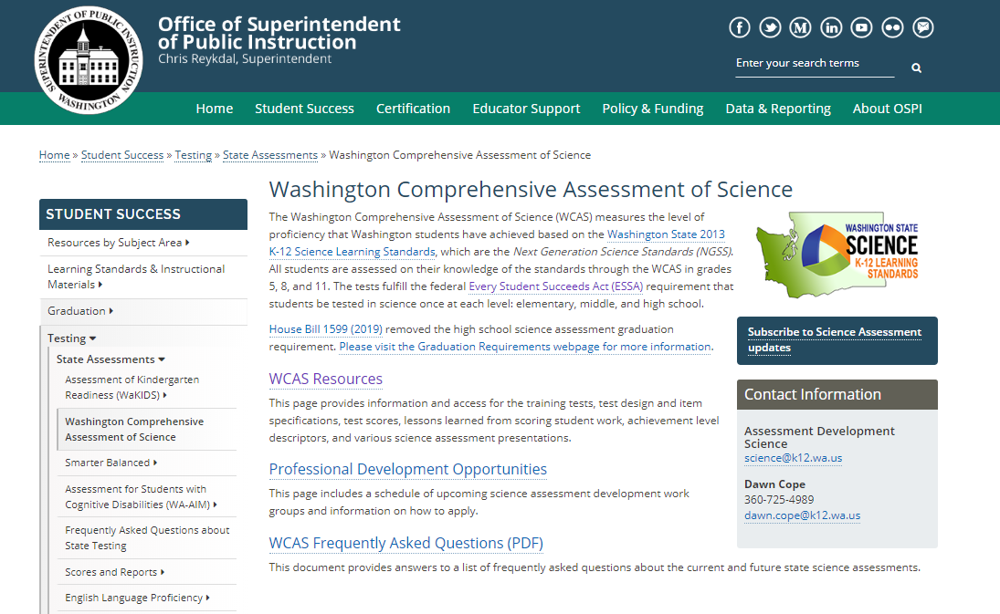 SUPERINTENDENT OF PUBLIC INSTRUCTION
WASHINGTON
Office of Superintendent
of Public Instruction
Chris Reykdal, Superintendent
Enter your search terms
Home
Student Success
Certification
Educator Support
Policy & Funding
Data & Reporting
About OSPI
Home » Student Success » Testing » State Assessments » Washington Comprehensive Assessment of Science
STUDENT SUCCESS
Resources by Subject Area
Learning Standards & Instructional
Materials
Graduation
Testing
State Assessments
Assessment of Kindergarten
Readiness (WaKIDS)
Washington Comprehensive
Assessment of Science
Smarter Balanced
Assessment for Students with
Cognitive Disabilities (WA-AIM)
Frequently Asked Questions about
State Testing
Scores and Reports
English Language Proficiency
Washington Comprehensive Assessment of Science
The Washington Comprehensive Assessment of Science (WCAS) measures the level of
proficiency that Washington students have achieved based on the Washington State 2013
K-12 Science Learning Standards, which are the Next Generation Science Standards (NGSS).
All students are assessed on their knowledge of the standards through the WCAS in grades
5, 8, and 11. The tests fulfill the federal Every Student Succeeds Act (ESSA) requirement that
students be tested in science once at each level: elementary, middle, and high school.
House Bill 1599 (2019) removed the high school science assessment graduation
requirement. Please visit the Graduation Requirements webpage for more information.
WCAS Resources
This page provides information and access for the training tests, test design and item
specifications, test scores, lessons learned from scoring student work, achievement level
descriptors, and various science assessment presentations.
Professional Development Opportunities
This page includes a schedule of upcoming science assessment development work
groups and information on how to apply.
WCAS Frequently Asked Questions (PDF)
This document provides answers to a list of frequently asked questions about the current and future state science assessments.
WASHINGTON STATE
SCIENCE
K-12 LEARNING
STANDARDS
Subscribe to Science Assessment
updates
Contact Information
Assessment Development
Science
science@k12.wa.us
Dawn Cope
360-725-4989
dawn.cope@k12.wa.us